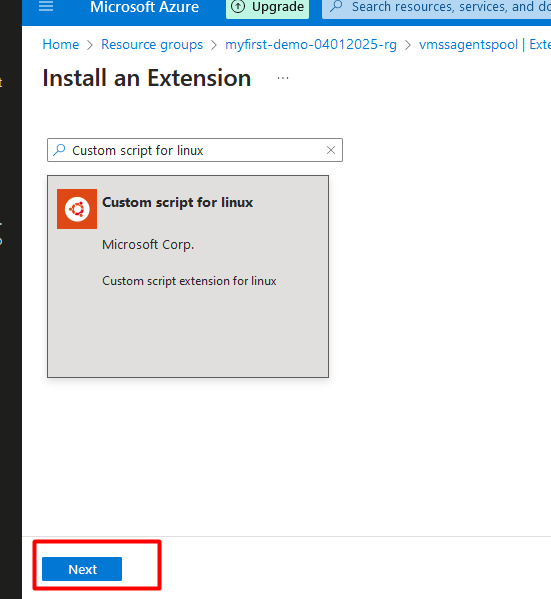 Microsoft Azure
Upgrade
Search resources, services, and do
Home > Resource groups > myfirst-demo-04012025-rg > vmssagentspool | Exte
Install an Extension ...
Custom script for linux
Custom script for linux
Microsoft Corp.
Custom script extension for linux
Next